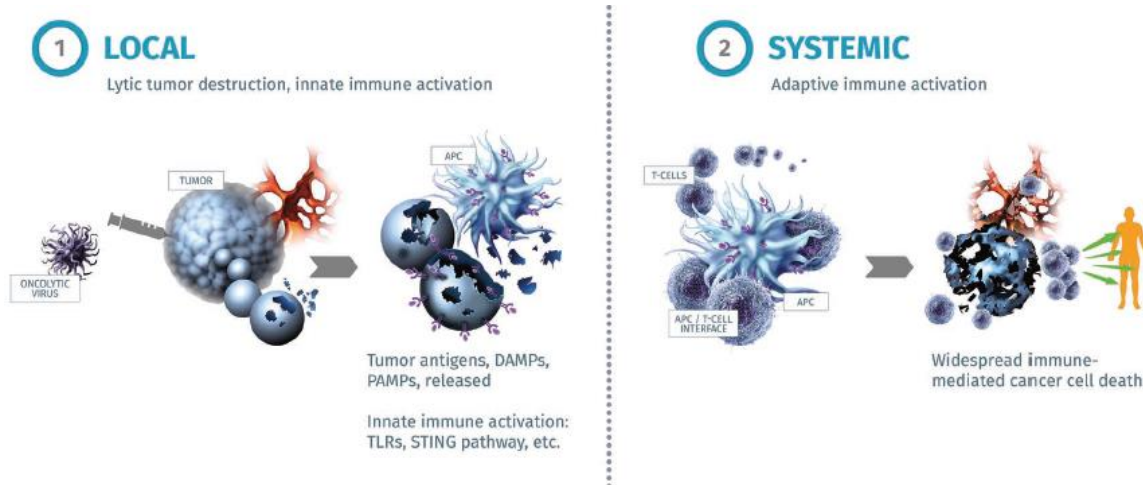 1 LOCAL
Lytic tumor destruction, innate immune activation
TUMOR
ONCOLYTIC
VIRUS
APC
Tumor antigens, DAMPs,
PAMPs, released
Innate immune activation:
TLRs, STING pathway, etc.
2 SYSTEMIC
Adaptive immune activation
T-CELLS
APC
APC / T-CELL
INTERFACE
Widespread immune-
mediated cancer cell death